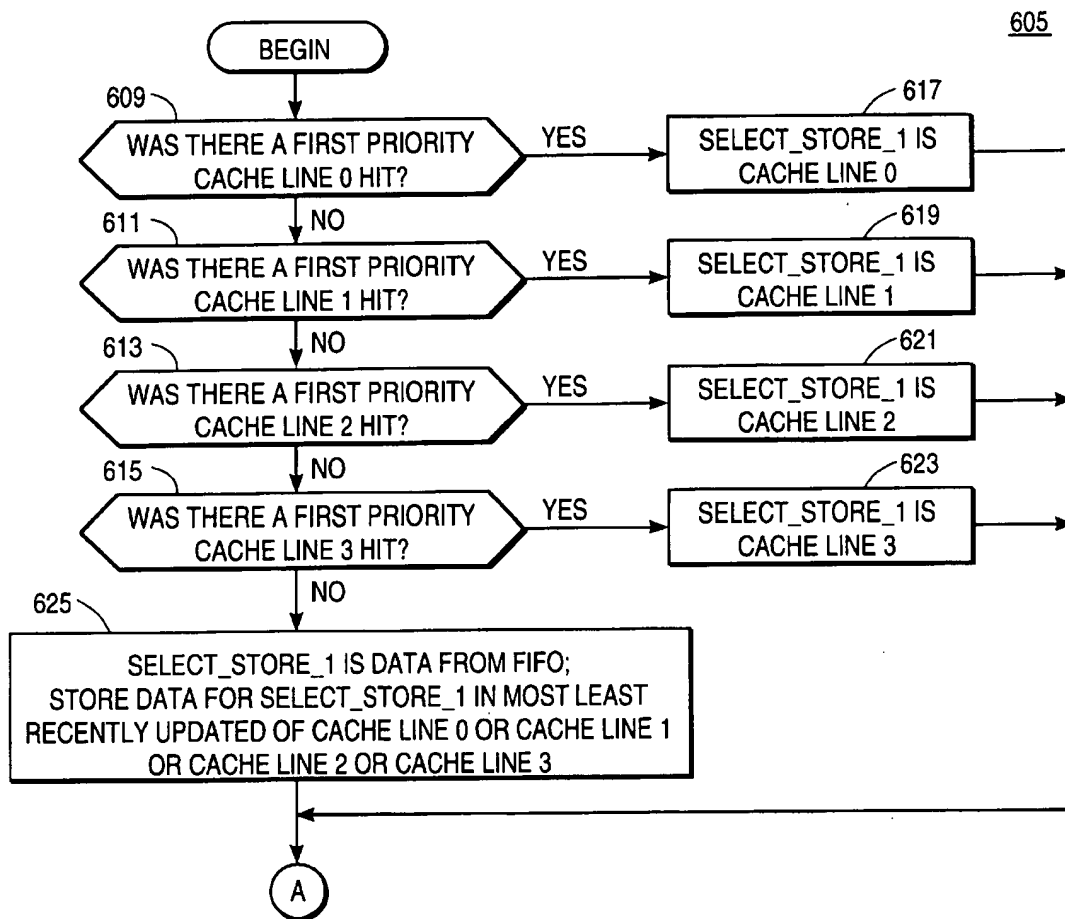 605
BEGIN
609
WAS THERE A FIRST PRIORITY
CACHE LINE 0 HIT?
YES
617
SELECT_STORE_1 IS
CACHE LINE 0
NO
611
WAS THERE A FIRST PRIORITY
CACHE LINE 1 HIT?
YES
619
SELECT_STORE_1 IS
CACHE LINE 1
NO
613
WAS THERE A FIRST PRIORITY
CACHE LINE 2 HIT?
YES
621
SELECT_STORE_1 IS
CACHE LINE 2
NO
615
WAS THERE A FIRST PRIORITY
CACHE LINE 3 HIT?
YES
623
SELECT_STORE_1 IS
CACHE LINE 3
NO
625
SELECT_STORE_1 IS DATA FROM FIFO;
STORE DATA FOR SELECT_STORE_1 IN MOST LEAST
RECENTLY UPDATED OF CACHE LINE 0 OR CACHE LINE 1
OR CACHE LINE 2 OR CACHE LINE 3
A